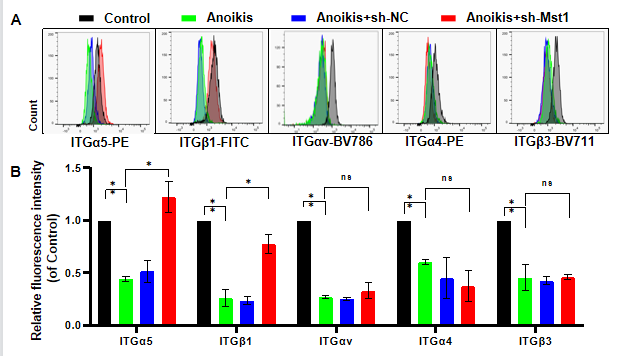 A
Control
Anoikis
Anoikis+sh-NC
Anoikis+sh-Mst1
Count
ITGα5-PE
ITGβ1-FITC
ITGαv-BV786
ITGα4-PE
ITGβ3-BV711
B
Relative fluorescence intensity
(of Control)
1.5
1.0
0.5
0.0
* *
*
* *
*
* *
ns
* *
ns
* *
ns
ITGα5
ITGβ1
ITGαv
ITGα4
ITGβ3